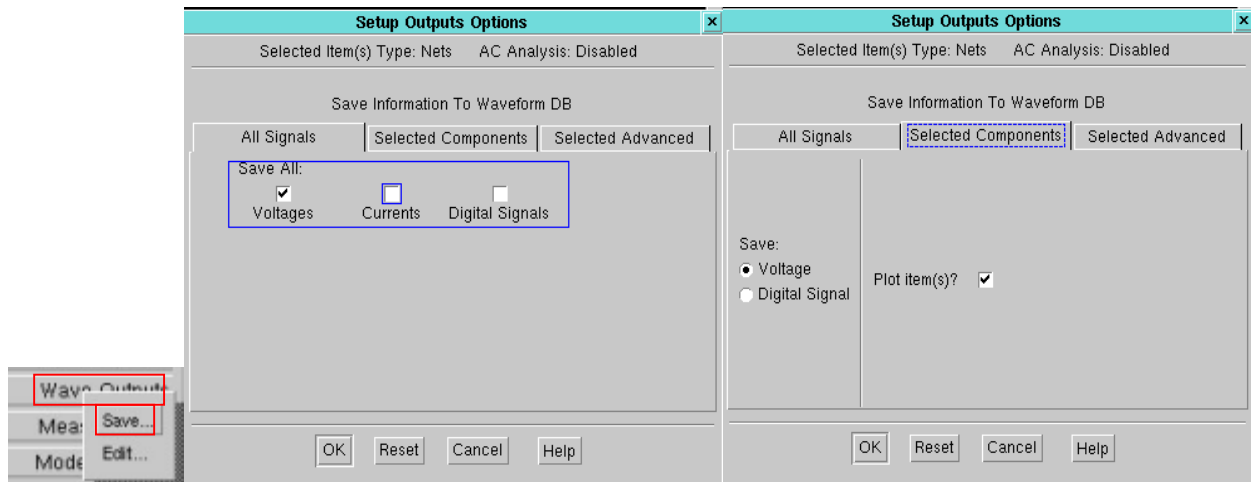 Wave Outputs
Save...
Edit...
Setup Outputs Options
Selected Item(s) Type: Nets AC Analysis: Disabled
Save Information To Waveform DB
All Signals Selected Components Selected Advanced
Save All:
Voltages Currents Digital Signals
OK Reset Cancel Help
Setup Outputs Options
Selected Item(s) Type: Nets AC Analysis: Disabled
Save Information To Waveform DB
All Signals Selected Components Selected Advanced
Save:
Voltage
Digital Signal
Plot item(s)?
OK Reset Cancel Help